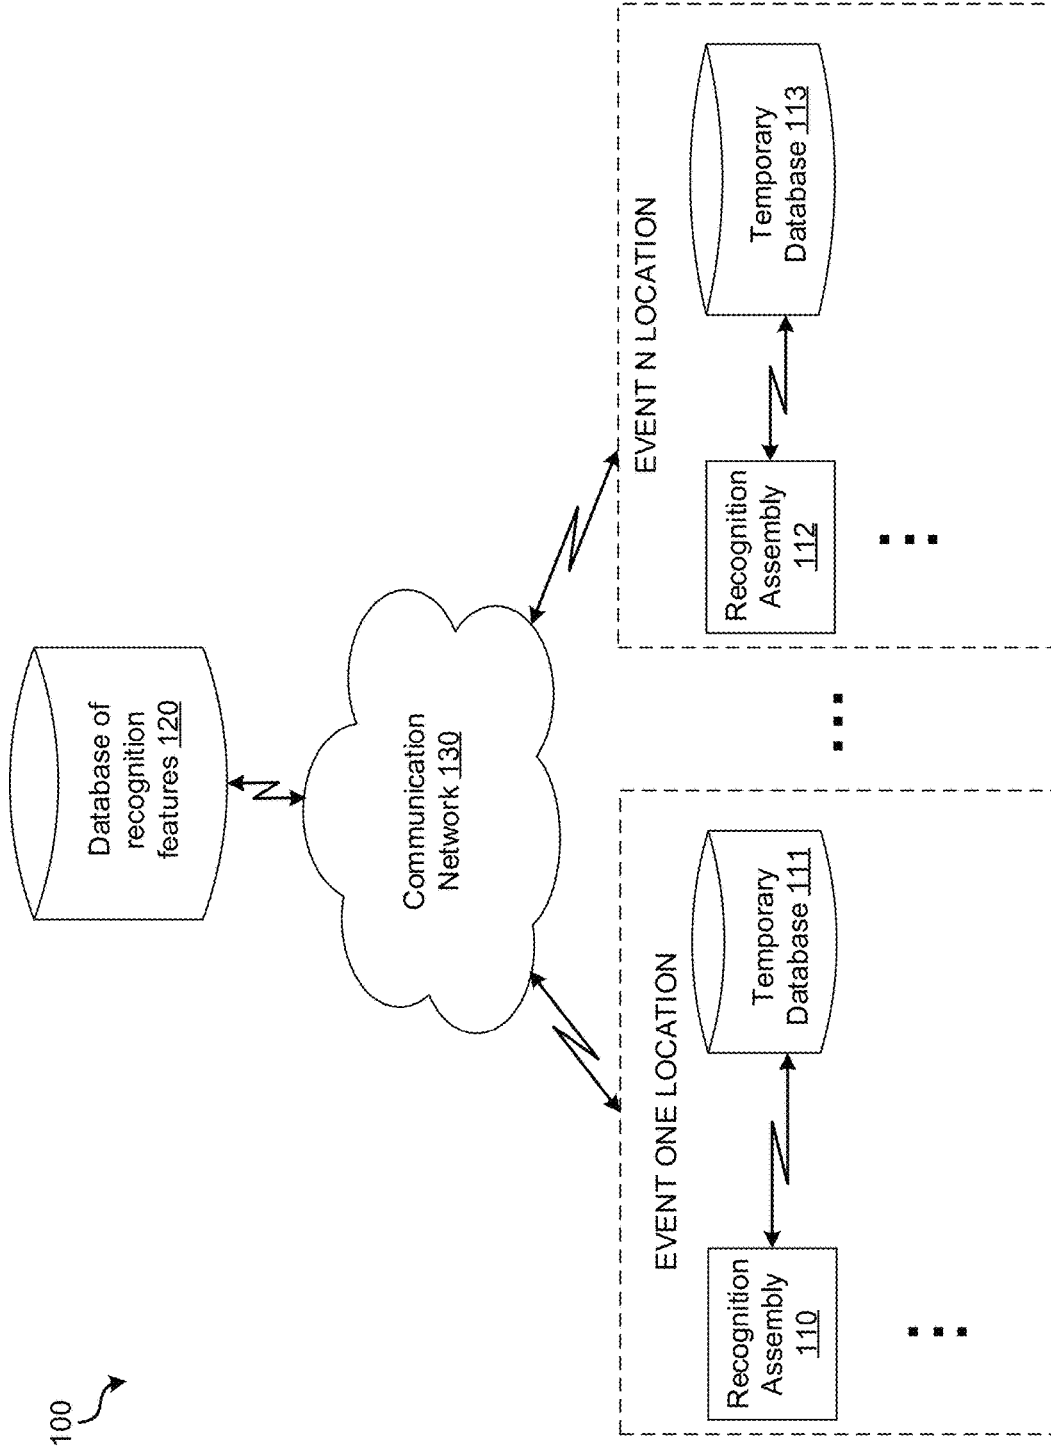 100
Database of
recognition
features 120
Communication
Network 130
EVENT ONE LOCATION
Recognition
Assembly
110
Temporary
Database 111
EVENT N LOCATION
Recognition
Assembly
112
Temporary
Database 113